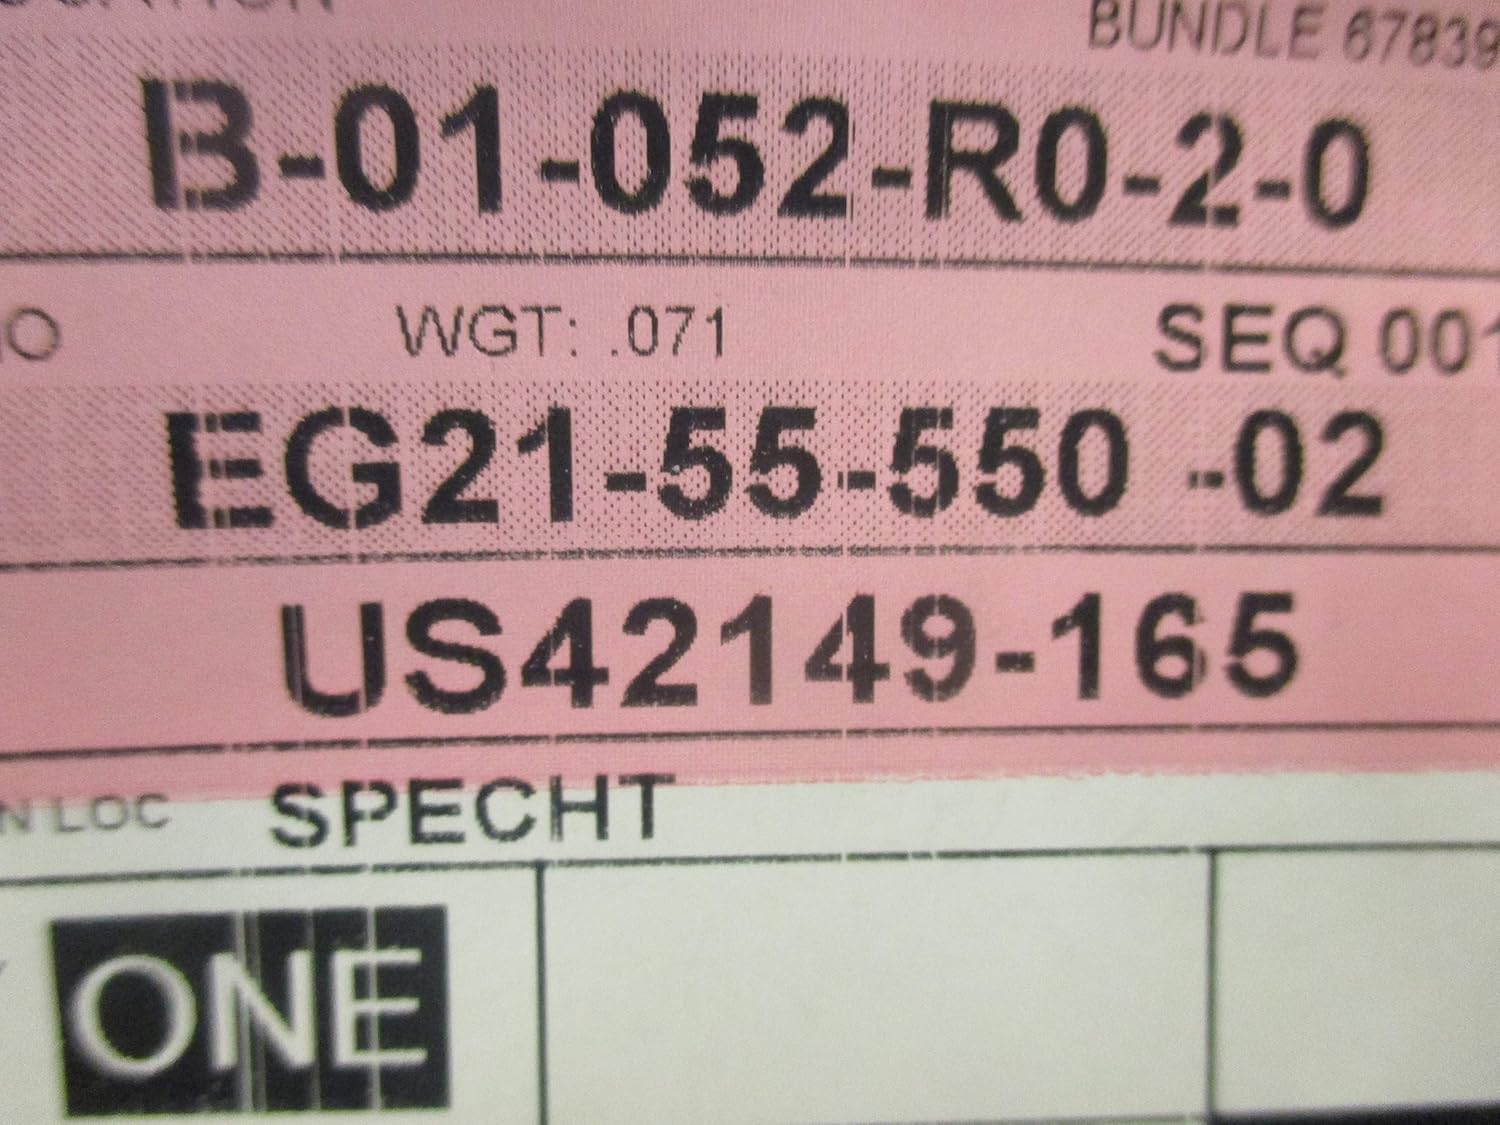 BUNDLE 67839
B-01-052-R0-2-0
WGT: .071 SEQ 001
EG21-55-550 -02
US42149-165
LOC SPECHT
ONE